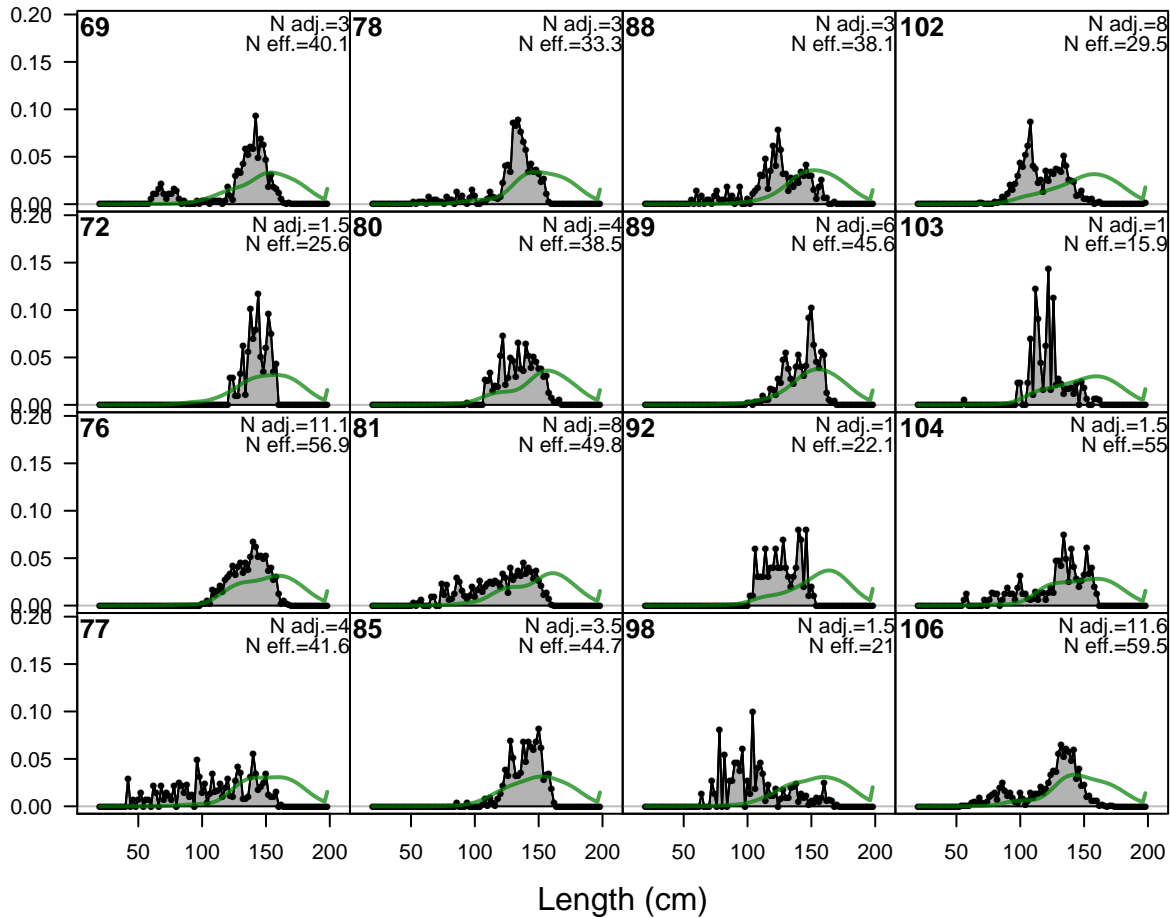 0.20
0.15
0.10
0.05
0.00
69
N adj.=3
N eff.=40.1
78
N adj.=3
N eff.=33.3
88
N adj.=3
N eff.=38.1
102
N adj.=8
N eff.=29.5
0.20
0.15
0.10
0.05
0.00
72
N adj.=1.5
N eff.=25.6
80
N adj.=4
N eff.=38.5
89
N adj.=6
N eff.=45.6
103
N adj.=1
N eff.=15.9
0.20
0.15
0.10
0.05
0.00
76
N adj.=11.1
N eff.=56.9
81
N adj.=8
N eff.=49.8
92
N adj.=1
N eff.=22.1
104
N adj.=1.5
N eff.=55
0.20
0.15
0.10
0.05
0.00
77
N adj.=4
N eff.=41.6
85
N adj.=3.5
N eff.=44.7
98
N adj.=1.5
N eff.=21
106
N adj.=11.6
N eff.=59.5
50 100 150 200 50 100 150 200 50 100 150 200 50 100 150 200
Length (cm)